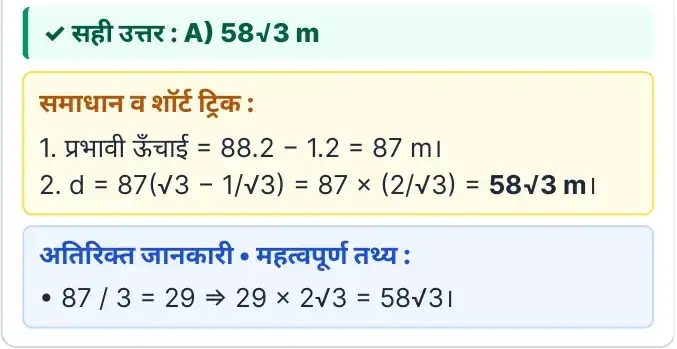 ✓ सही उत्तर : A) 58√3 m
समाधान व शॉर्ट ट्रिक :
1. प्रभावी ऊँचाई = 88.2 − 1.2 = 87 m।
2. d = 87(√3 − 1/√3) = 87 × (2/√3) = 58√3 m।
अतिरिक्त जानकारी • महत्वपूर्ण तथ्य :
• 87 / 3 = 29 ⇒ 29 × 2√3 = 58√3।